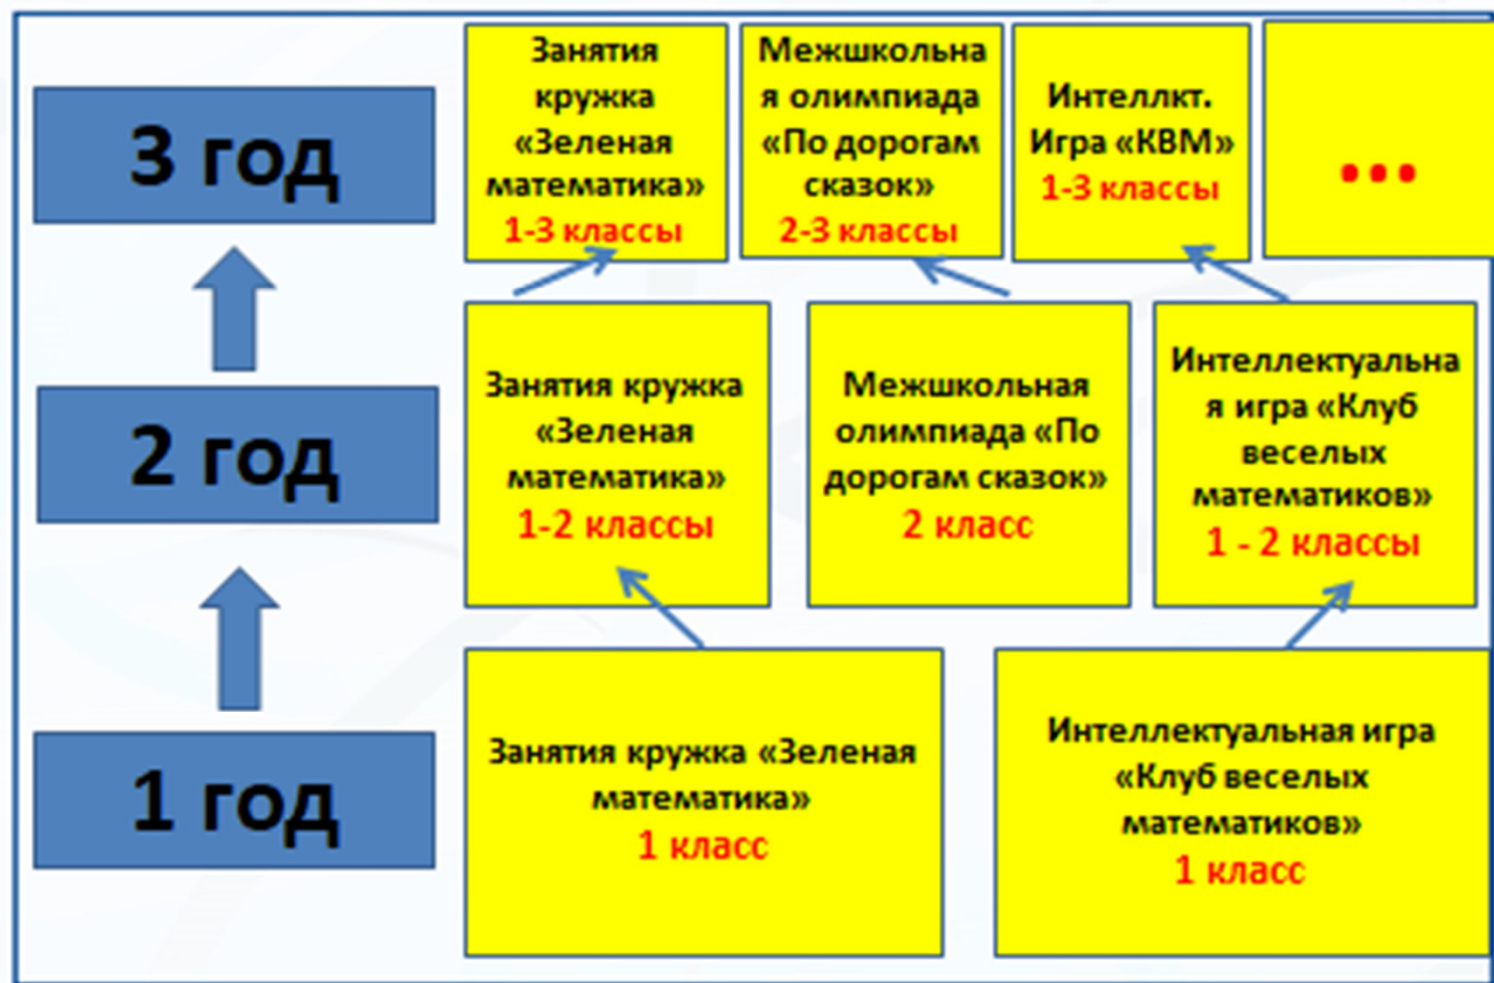 3 год
Занятия
кружка
«Зеленая
математика»
1-3 классы
Межшкольна
я олимпиада
«По дорогам
сказок»
2-3 классы
Интеллкт.
Игра «КВМ»
1-3 классы
...
2 год
Занятия кружка
«Зеленая
математика»
1-2 классы
Межшкольная
олимпиада «По
дорогам сказок»
2 класс
Интеллектуальна
я игра «Клуб
веселых
математиков»
1 - 2 классы
1 год
Занятия кружка «Зеленая
математика»
1 класс
Интеллектуальная игра
«Клуб веселых
математиков»
1 класс